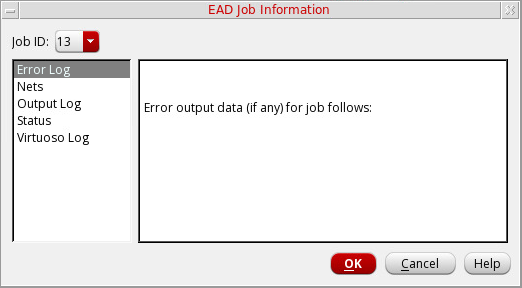 EAD Job Information
Job ID: 13
Error Log
Nets
Output Log
Status
Virtuoso Log
Error output data (if any) for job follows:
OK Cancel Help